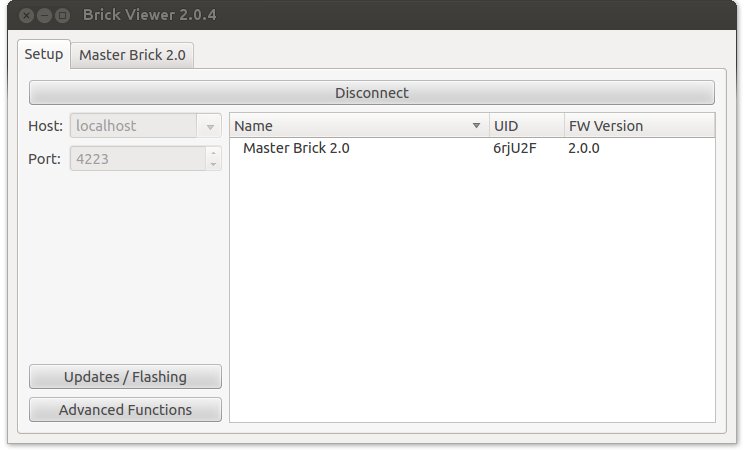 Brick Viewer 2.0.4
Setup
Master Brick 2.0
Disconnect
Host:
localhost
Port:
4223
Name
UID
FW Version
Master Brick 2.0
6rjU2F
2.0.0
Updates / Flashing
Advanced Functions